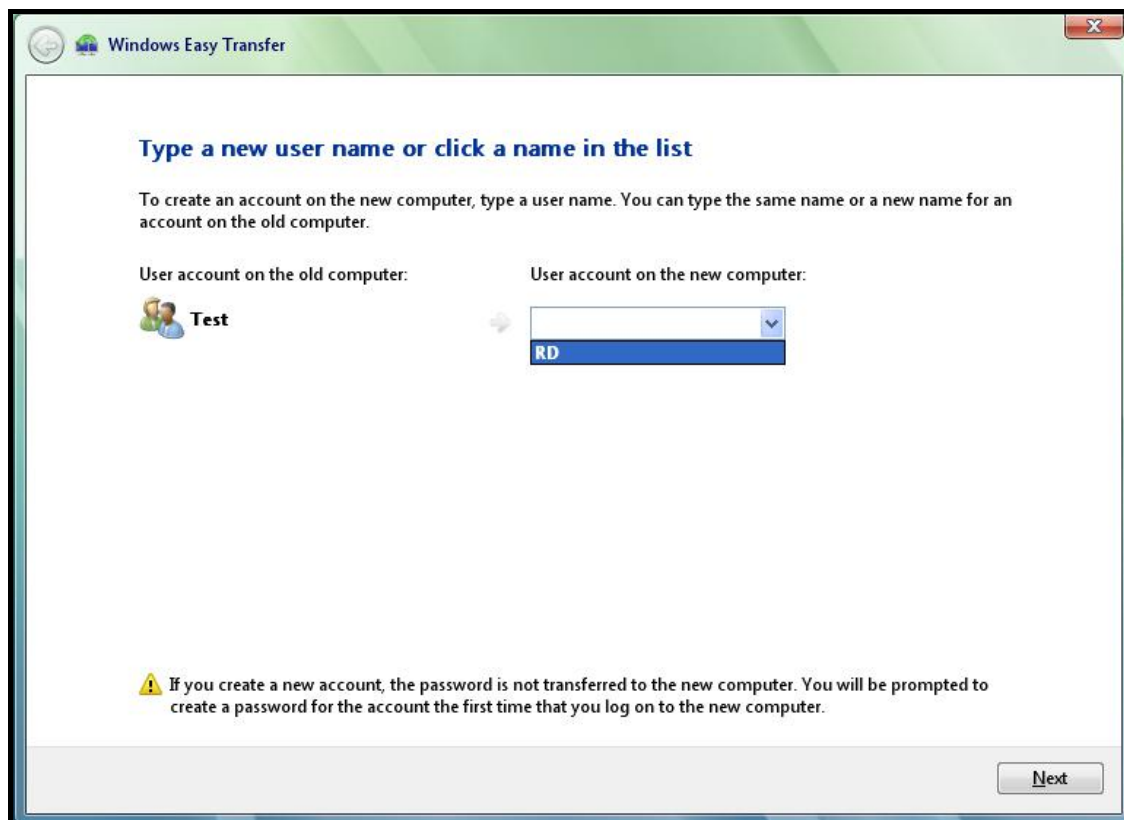 Windows Easy Transfer
X
Type a new user name or click a name in the list
To create an account on the new computer, type a user name. You can type the same name or a new name for an
account on the old computer.
User account on the old computer: User account on the new computer:
Test
RD
If you create a new account, the password is not transferred to the new computer. You will be prompted to
create a password for the account the first time that you log on to the new computer.
Next